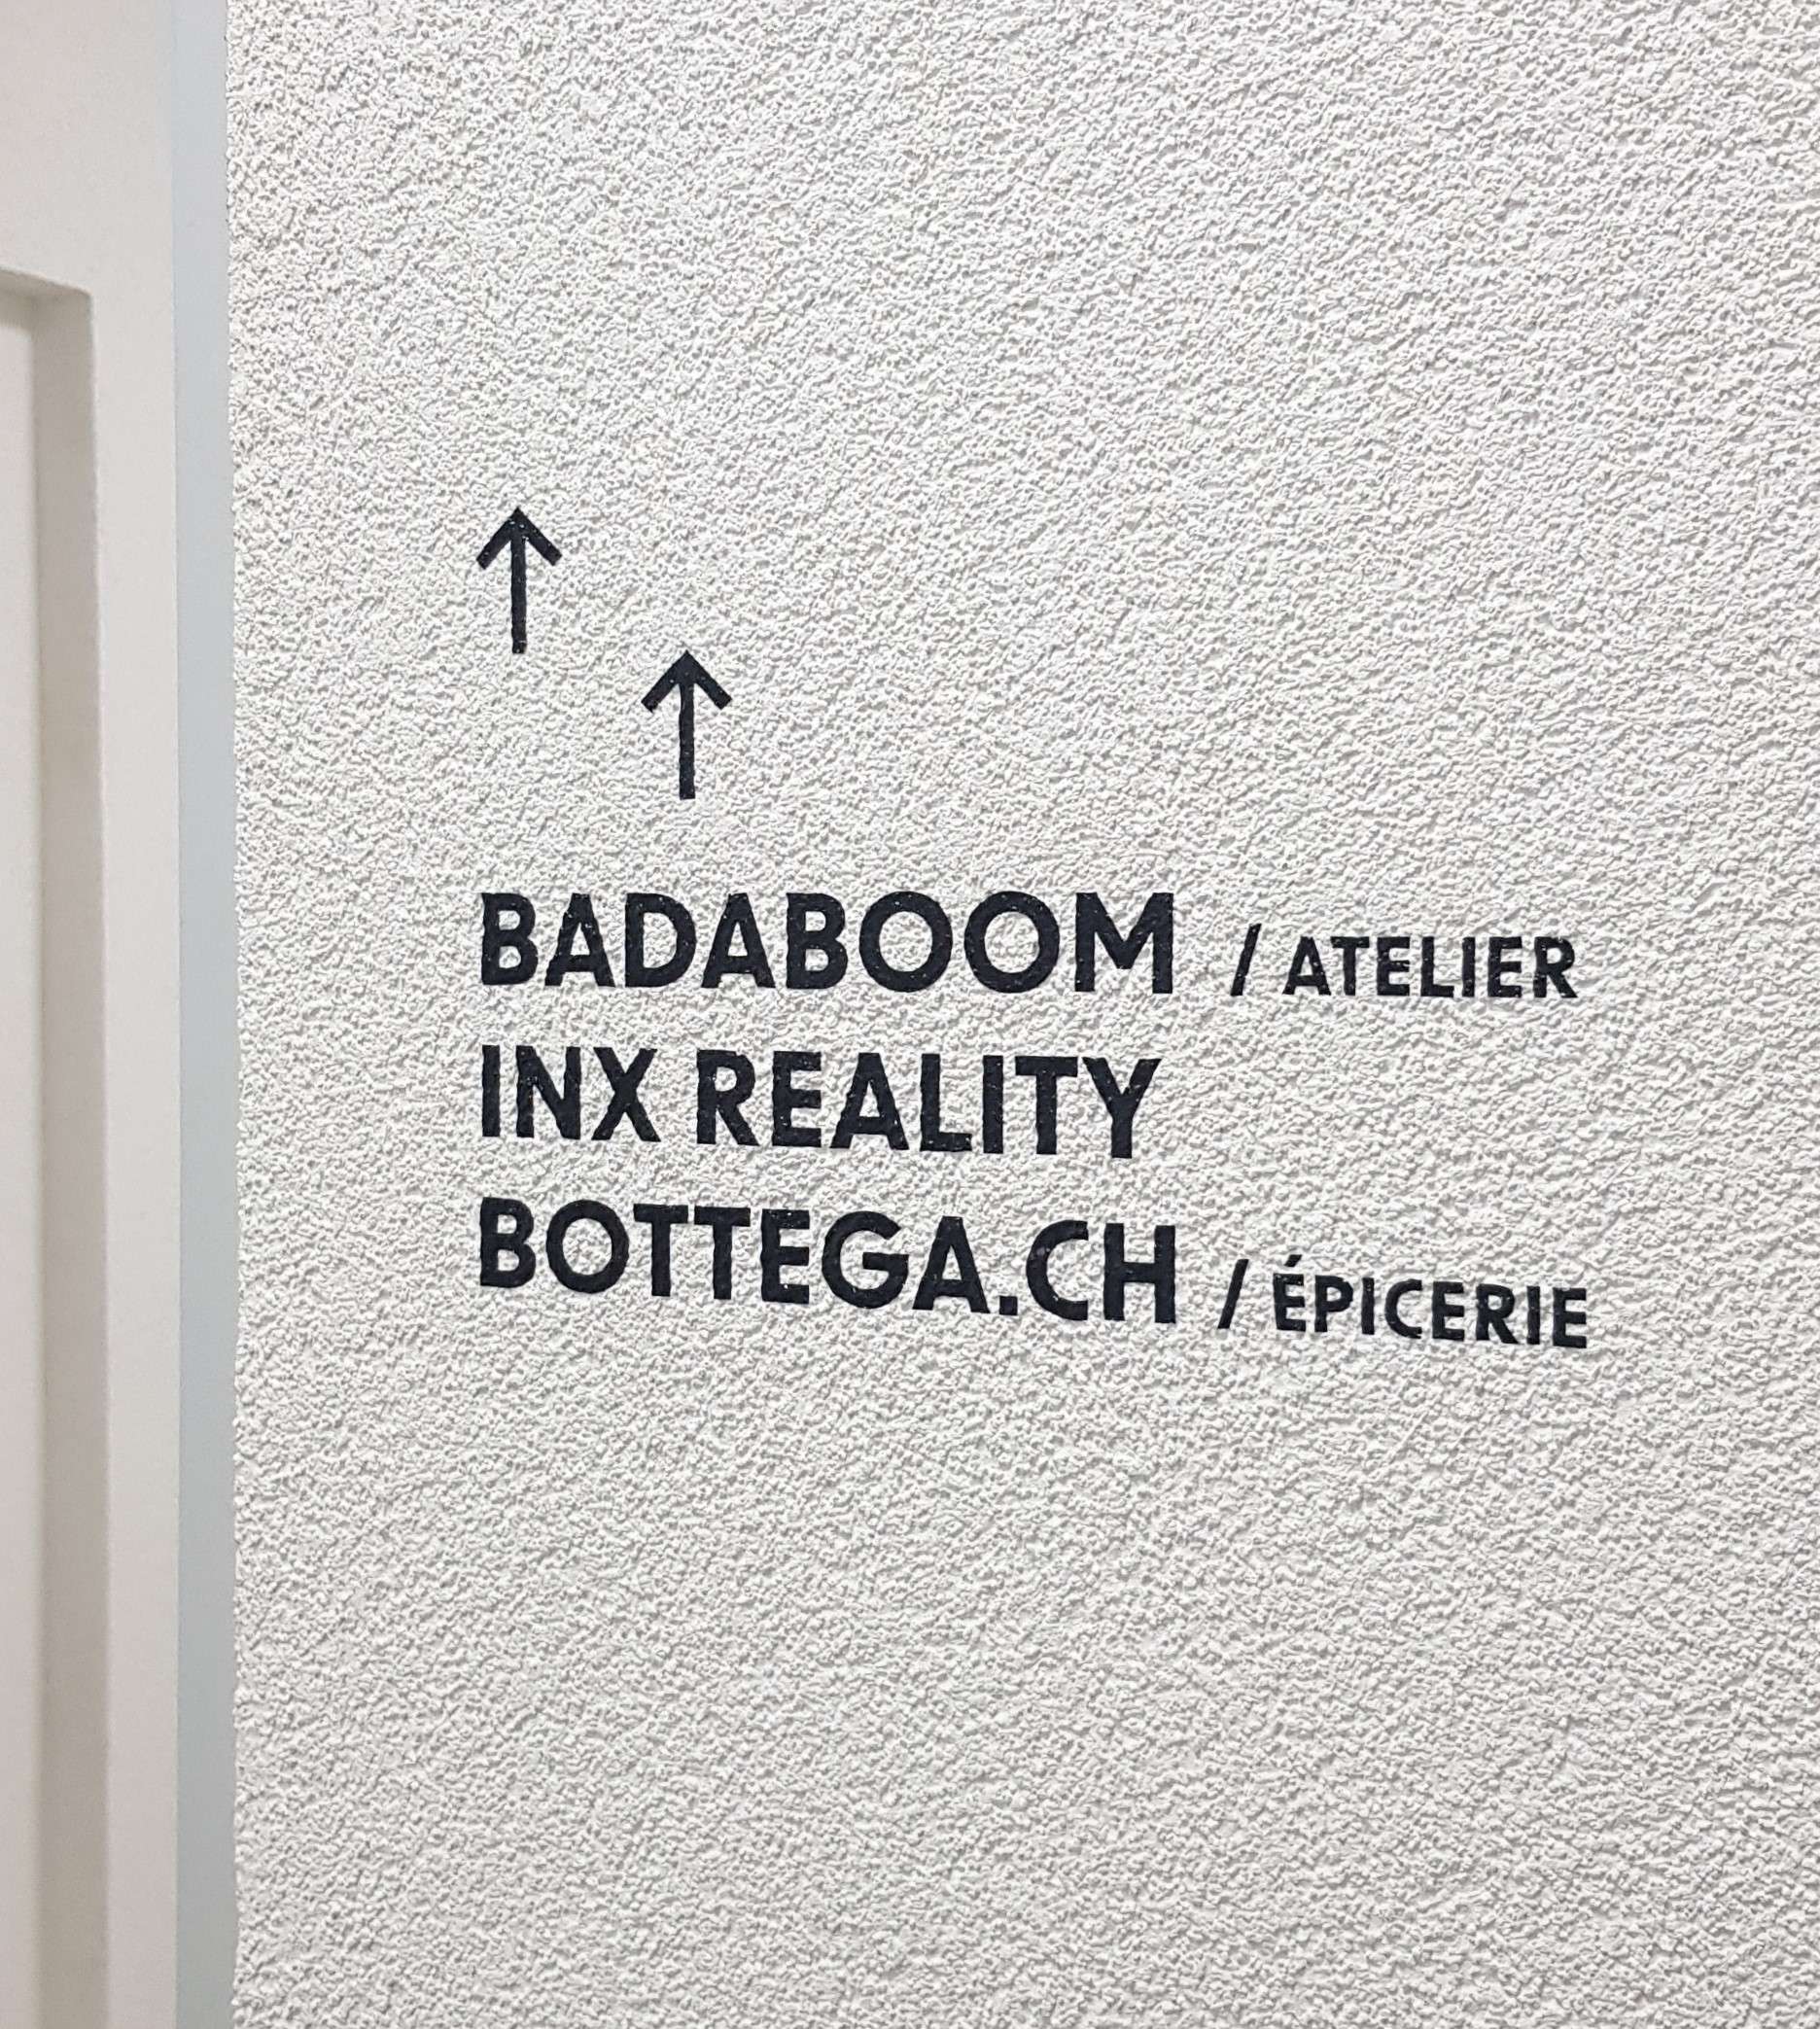 BADABOOM / ATELIER
INX REALITY
BOTTEGA.CH / ÉPICERIE